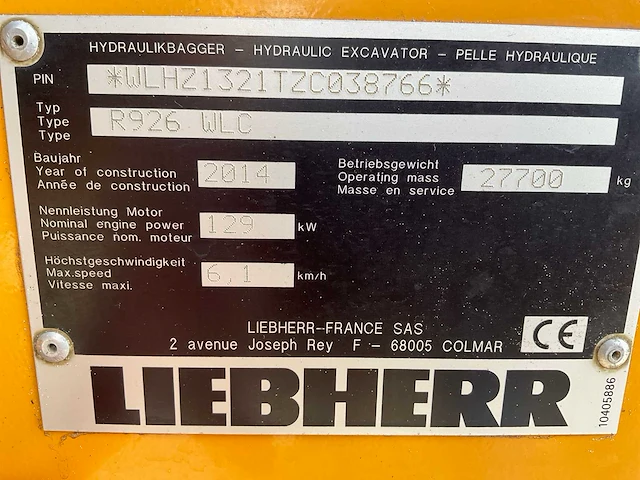 HYDRAULIKBAGGER – HYDRAULIC EXCAVATOR – PELLE HYDRAULIQUE
PIN *WLHZ1321TZC038766*
Typ
Type R926 WLC
Type
Baujahr
Year of construction 2014
Année de construction
Betriebsgewicht
Operating mass 27700 kg
Masse en service
Nennleistung Motor
Nominal engine power 129 kW
Puissance nom. moteur
Höchstgeschwindigkeit
Max.speed 6,1 km/h
Vitesse maxi.
LIEBHERR–FRANCE SAS
2 avenue Joseph Rey F – 68005 COLMAR
CE
LIEBHERR
10405886